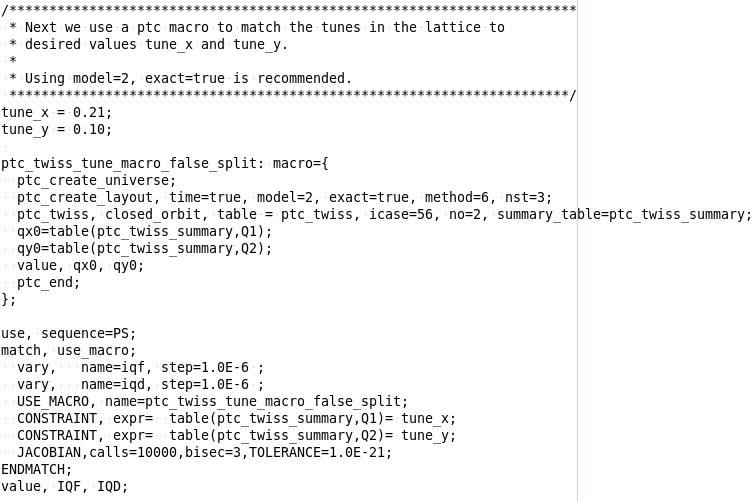 /***********************************************************************
 * Next we use a ptc macro to match the tunes in the lattice to
 * desired values tune_x and tune_y.
 *
 * Using model=2, exact=true is recommended.
 **********************************************************************/
tune_x = 0.21;
tune_y = 0.10;

ptc_twiss_tune_macro_false_split: macro={
  ptc_create_universe;
  ptc_create_layout, time=true, model=2, exact=true, method=6, nst=3;
  ptc_twiss, closed_orbit, table = ptc_twiss, icase=56, no=2, summary_table=ptc_twiss_summary;
  qx0=table(ptc_twiss_summary,Q1);
  qy0=table(ptc_twiss_summary,Q2);
  value, qx0, qy0;
  ptc_end;
};

use, sequence=PS;
match, use_macro;
  vary,   name=iqf, step=1.0E-6 ;
  vary,   name=iqd, step=1.0E-6 ;
  USE_MACRO, name=ptc_twiss_tune_macro_false_split;
  CONSTRAINT, expr=  table(ptc_twiss_summary,Q1)= tune_x;
  CONSTRAINT, expr=  table(ptc_twiss_summary,Q2)= tune_y;
  JACOBIAN,calls=10000,bisec=3,TOLERANCE=1.0E-21;
ENDMATCH;
value, IQF, IQD;